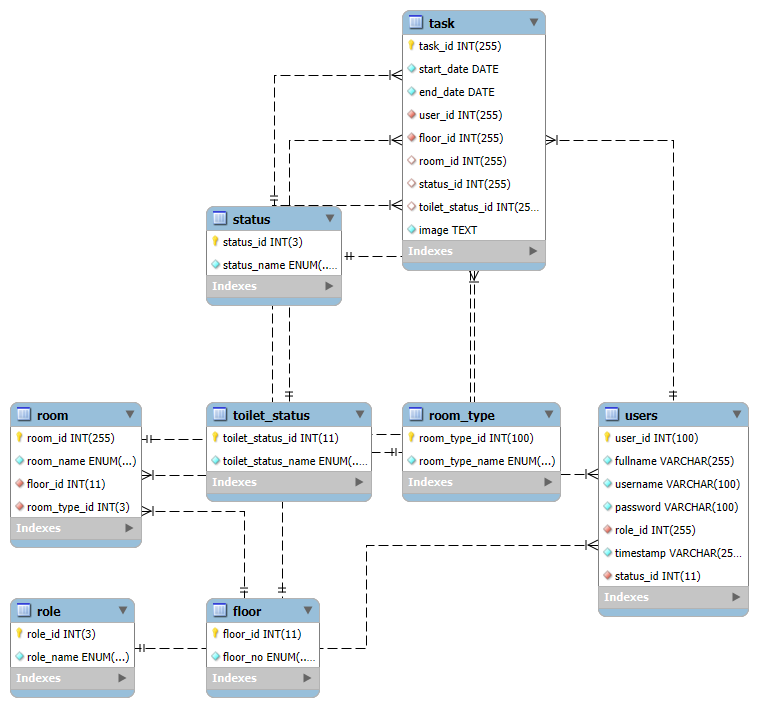 task
task_id INT(255)
start_date DATE
end_date DATE
user_id INT(255)
floor_id INT(255)
room_id INT(255)
status_id INT(255)
toilet_status_id INT(25...
image TEXT
Indexes
status
status_id INT(3)
status_name ENUM(...
Indexes
room
room_id INT(255)
room_name ENUM(...)
floor_id INT(11)
room_type_id INT(3)
Indexes
toilet_status
toilet_status_id INT(11)
toilet_status_name ENUM(...
Indexes
room_type
room_type_id INT(100)
room_type_name ENUM(...)
Indexes
users
user_id INT(100)
fullname VARCHAR(255)
username VARCHAR(100)
password VARCHAR(100)
role_id INT(255)
timestamp VARCHAR(25...
status_id INT(11)
Indexes
role
role_id INT(3)
role_name ENUM(...)
Indexes
floor
floor_id INT(11)
floor_no ENUM(...
Indexes